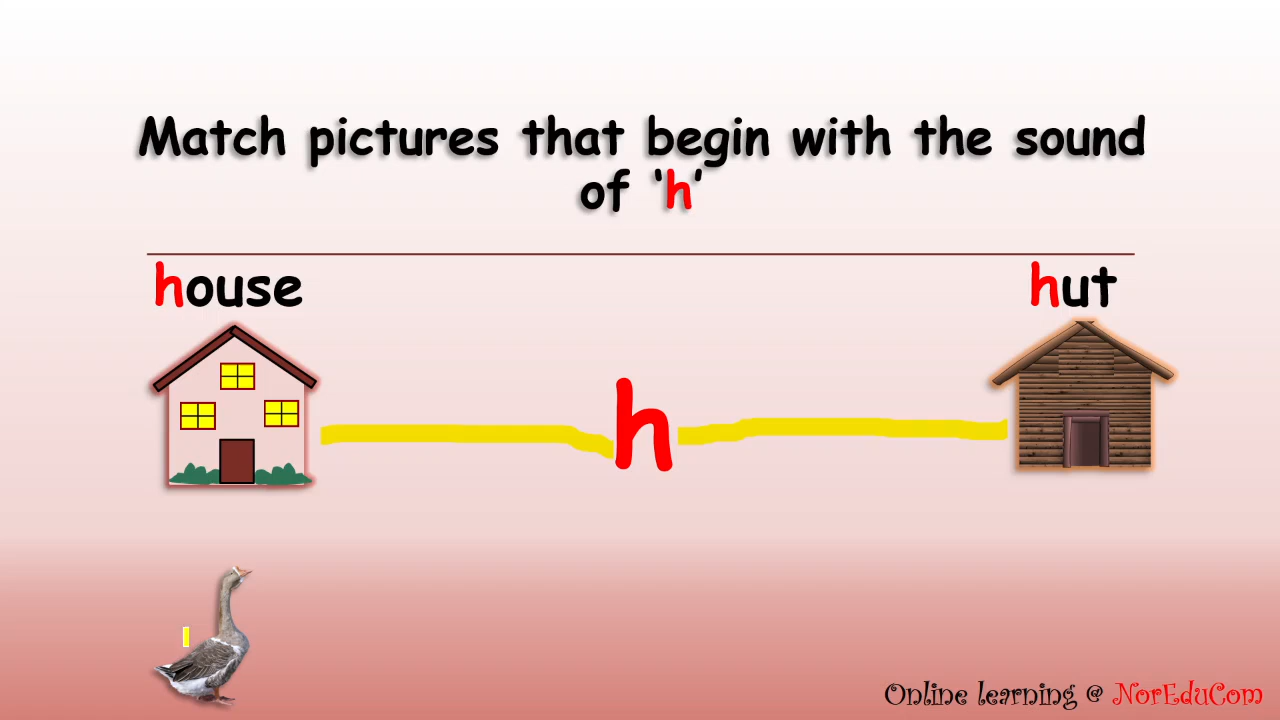 Match pictures that begin with the sound
of ‘h’
house
hut
h
Online learning @ NorEduCom